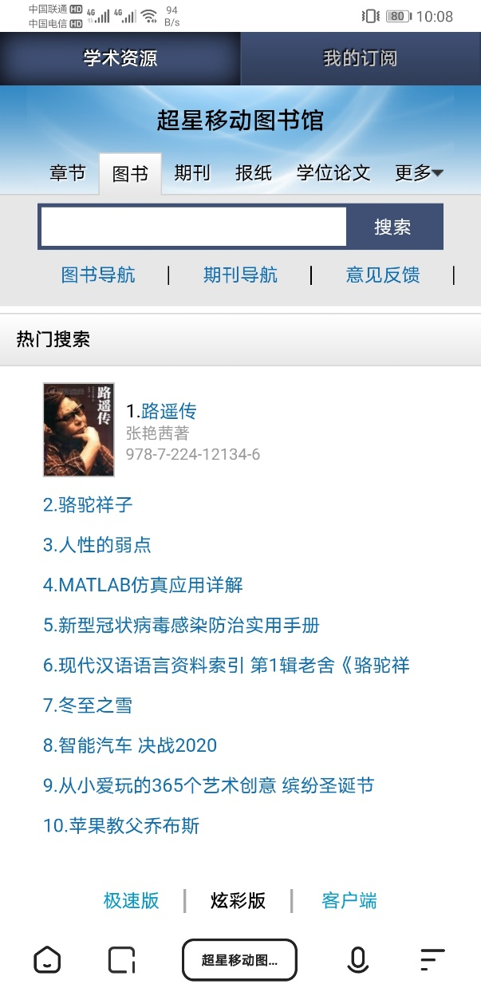 中国联通 HD 4G 4G 94 80 10:08
中国电信 HD B/s
学术资源 我的订阅
超星移动图书馆
章节 图书 期刊 报纸 学位论文 更多
搜索
图书导航 | 期刊导航 | 意见反馈 |
热门搜索
路遥传
1.路遥传
张艳茜著
978-7-224-12134-6
2.骆驼祥子
3.人性的弱点
4.MATLAB仿真应用详解
5.新型冠状病毒感染防治实用手册
6.现代汉语语言资料索引 第1辑老舍《骆驼祥
7.冬至之雪
8.智能汽车 决战2020
9.从小爱玩的365个艺术创意 缤纷圣诞节
10.苹果教父乔布斯
极速版 | 炫彩版 | 客户端
超星移动图...